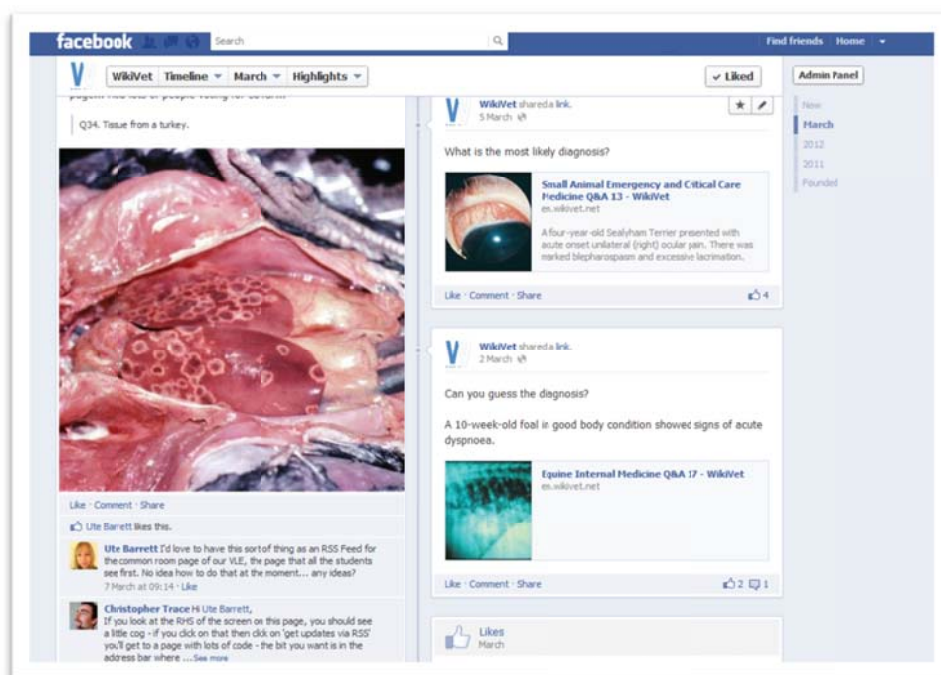 facebook
Search
Find friends Home
WikiVet Timeline March Highlights
Liked
Admin Panel
Now
March
2012
2011
Founded
Q34. Tissue from a turkey.
Like · Comment · Share
Ute Barrett likes this.
Ute Barrett I'd love to have this sort of thing as an RSS Feed for
the common room page of our VLE, the page that all the students
see first. No idea how to do that at the moment... any ideas?
7 March at 09:14 · Like
Christopher Trace Hi Ute Barrett,
If you look at the RHS of the screen on this page, you should see
a little cog - if you click on that then click on 'get updates via RSS'
you'll get to a page with lots of code - the bit you want is in the
address bar where ... See more
WikiVet shared a link.
5 March
What is the most likely diagnosis?
Small Animal Emergency and Critical Care
Medicine Q&A 13 - WikiVet
en.wikivet.net
A four-year-old Sealyham Terrier presented with
acute onset unilateral (right) ocular pain. There was
marked blepharospasm and excessive lacrimation.
Like · Comment · Share
4
WikiVet shared a link.
2 March
Can you guess the diagnosis?
A 10-week-old foal in good body condition showed signs of acute
dyspnoea.
Equine Internal Medicine Q&A 17 - WikiVet
en.wikivet.net
Like · Comment · Share
2 1
Likes
March